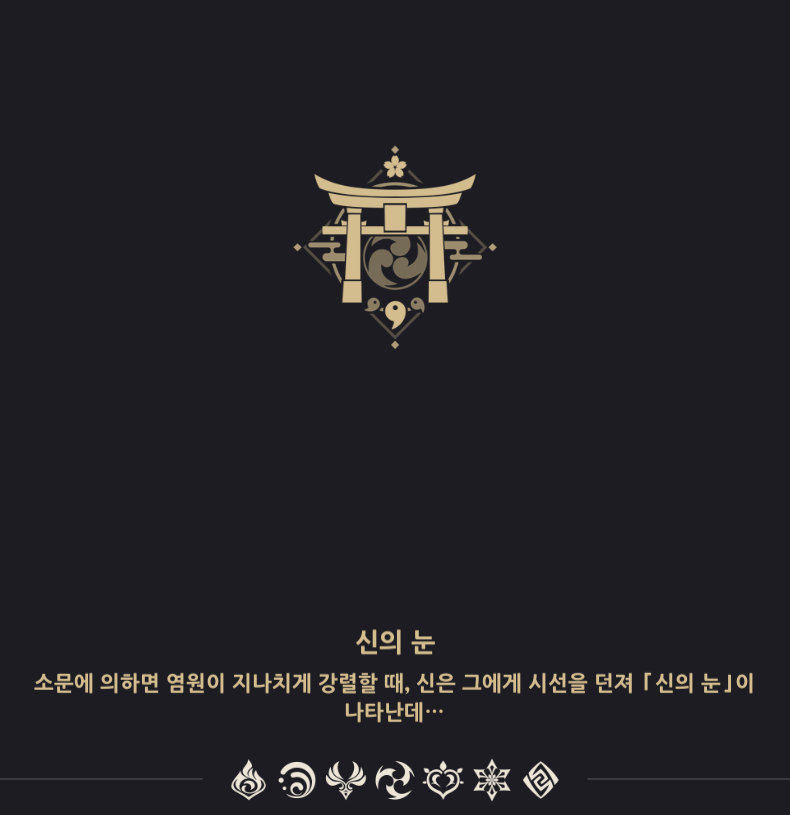 신의 눈
소문에 의하면 염원이 지나치게 강렬할 때, 신은 그에게 시선을 던져 「신의 눈」이
나타난데…